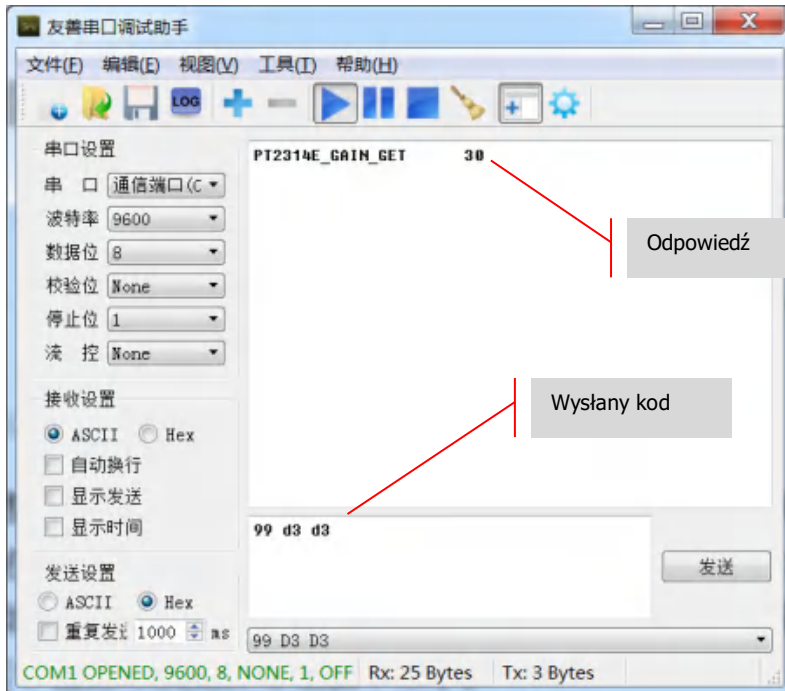 友善串口调试助手
文件(F) 编辑(E) 视图(V) 工具(T) 帮助(H)
LOG
串口设置
串 口 通信端口(C
波特率 9600
数据位 8
校验位 None
停止位 1
流 控 None
接收设置
ASCII Hex
自动换行
显示发送
显示时间
发送设置
ASCII Hex
重复发送 1000 ms
PT2314E_GAIN_GET 30
Odpowiedź
Wysłany kod
99 d3 d3
发送
99 D3 D3
COM1 OPENED, 9600, 8, NONE, 1, OFF Rx: 25 Bytes Tx: 3 Bytes